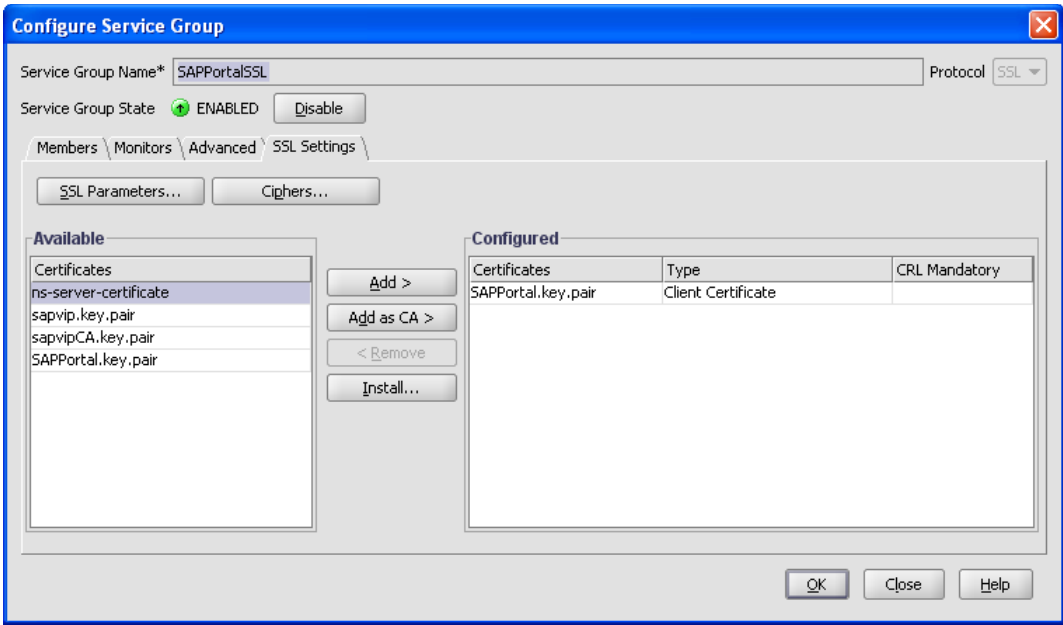 Configure Service Group
Service Group Name* SAPPortalSSL Protocol SSL
Service Group State ENABLED Disable
Members Monitors Advanced SSL Settings
SSL Parameters... Ciphers...
Available
Certificates
ns-server-certificate
sapvip.key.pair
sapvipCA.key.pair
SAPPortal.key.pair
Add >
Add as CA >
< Remove
Install...
Configured
Certificates Type CRL Mandatory
SAPPortal.key.pair Client Certificate
OK Close Help